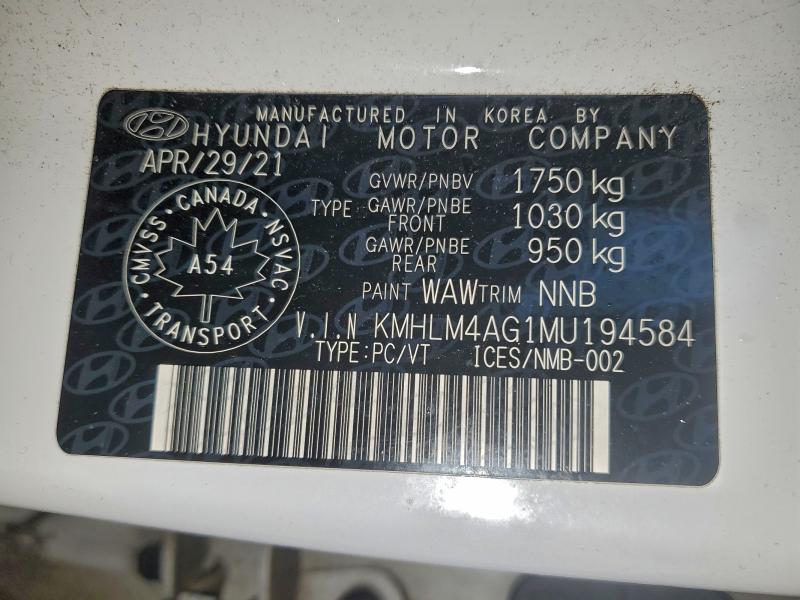 MANUFACTURED IN KOREA BY
HYUNDAI MOTOR COMPANY
APR/29/21
GVWR/PNBV 1750 kg
TYPE GAWR/PNBE FRONT 1030 kg
GAWR/PNBE REAR 950 kg
CMVSS · CANADA · NSVAC · TRANSPORT ·
A54
PAINT WAW TRIM NNB
V.I.N KMHLM4AG1MU194584
TYPE:PC/VT ICES/NMB-002